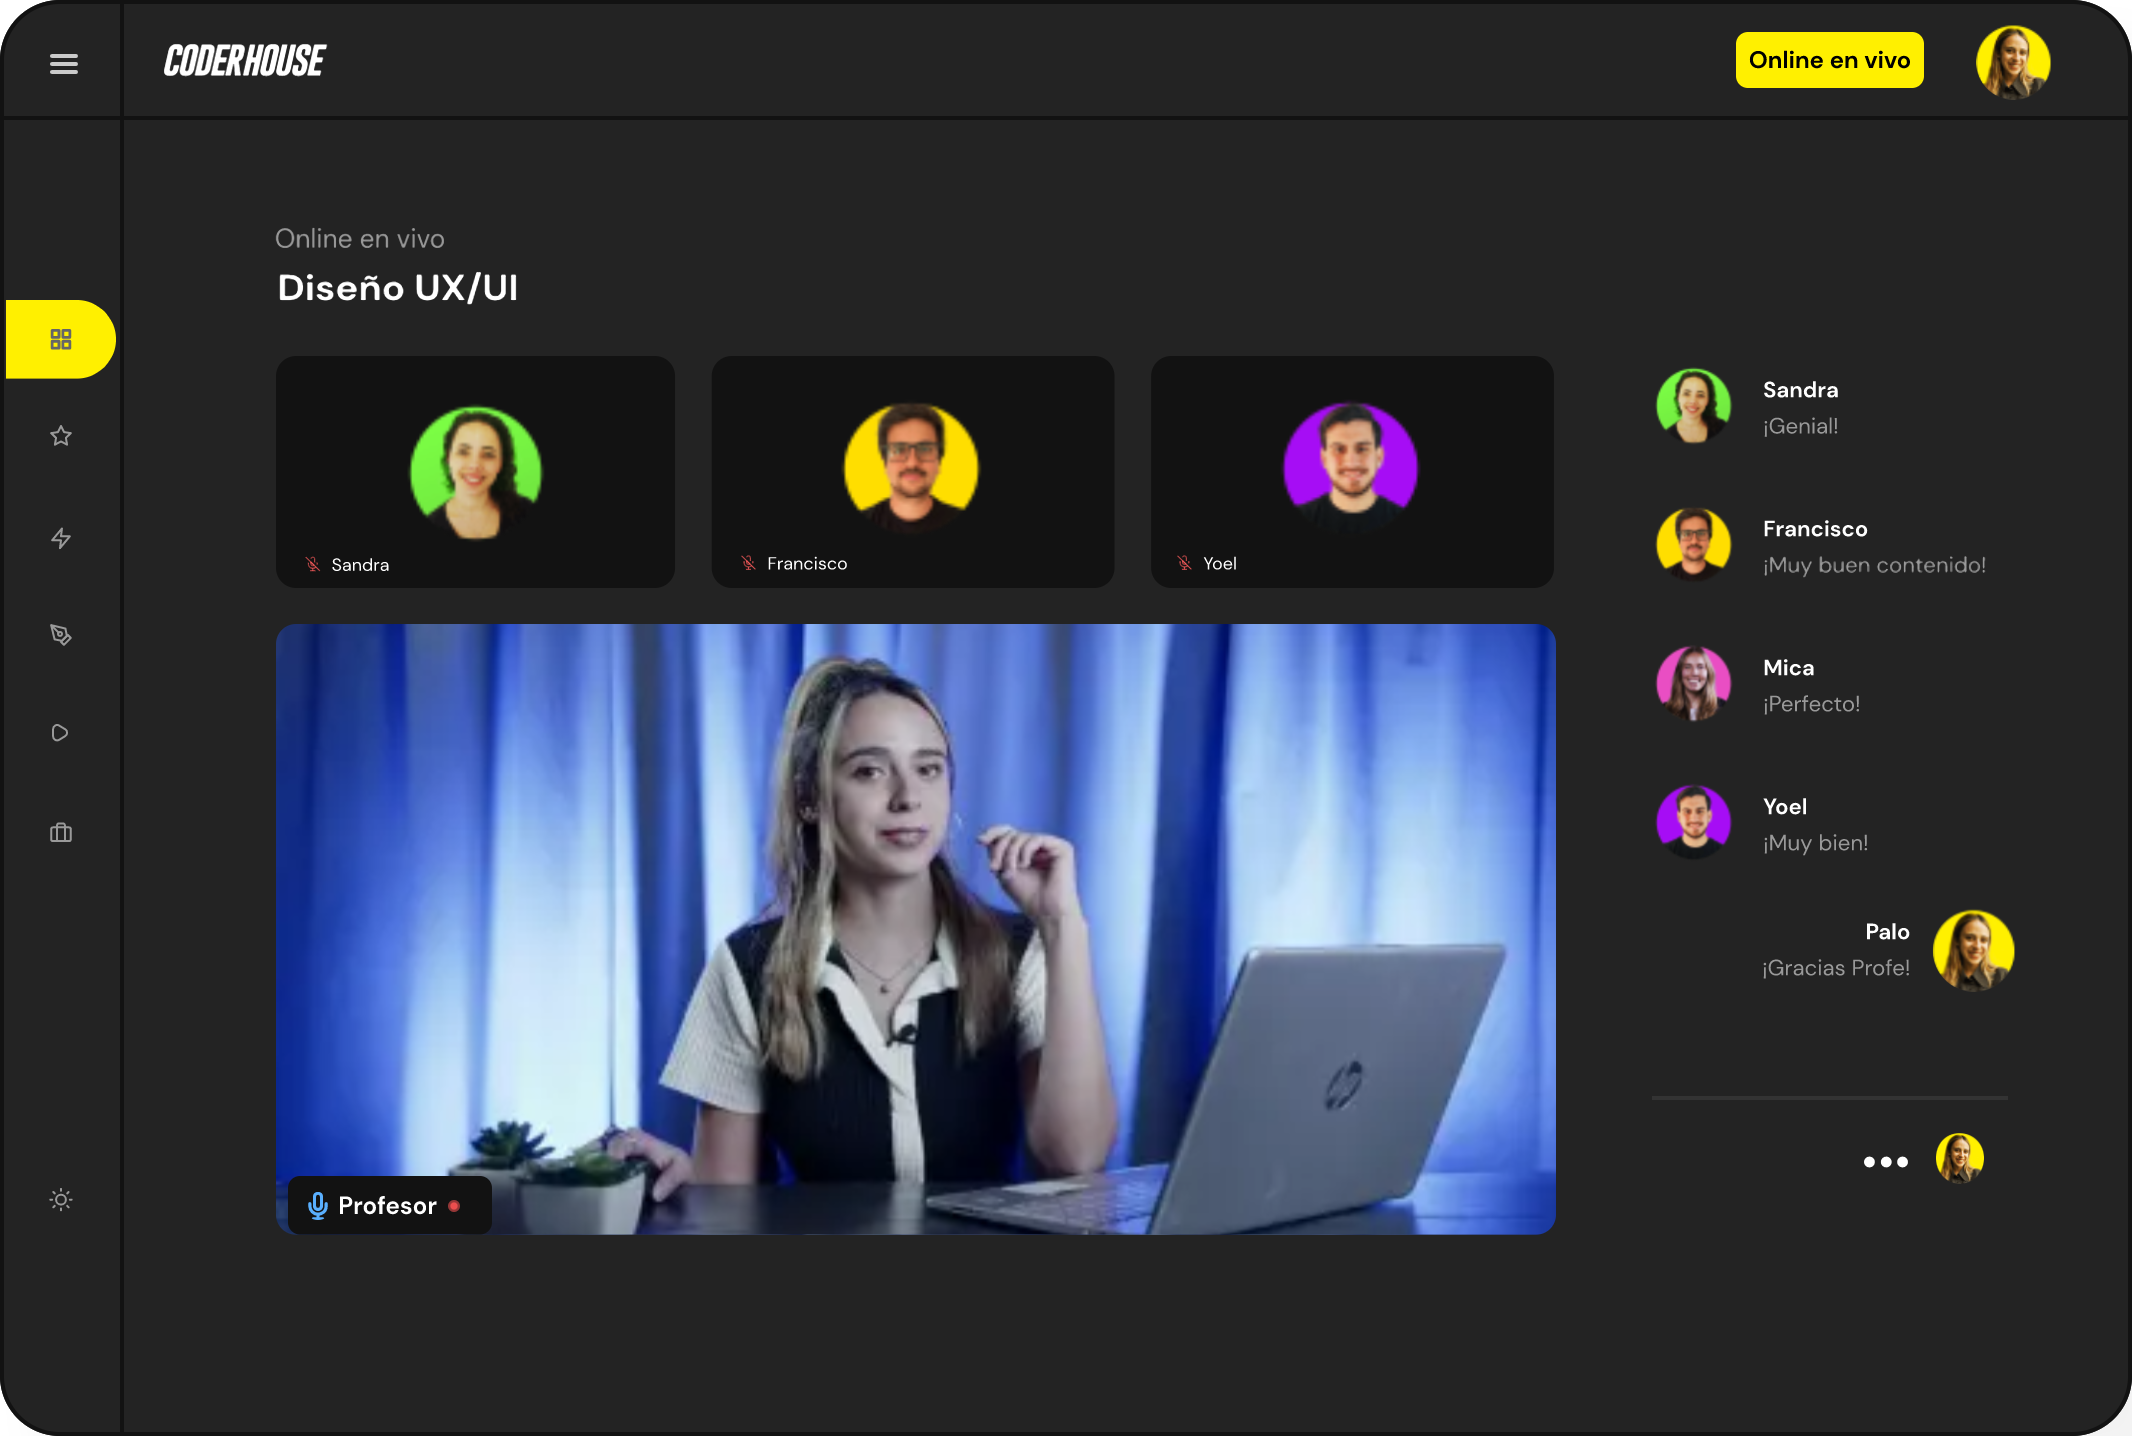 CODERHOUSE
Online en vivo
Online en vivo
Diseño UX/UI
Sandra
Francisco
Yoel
Profesor
Sandra
¡Genial!
Francisco
¡Muy buen contenido!
Mica
¡Perfecto!
Yoel
¡Muy bien!
Palo
¡Gracias Profe!
hp